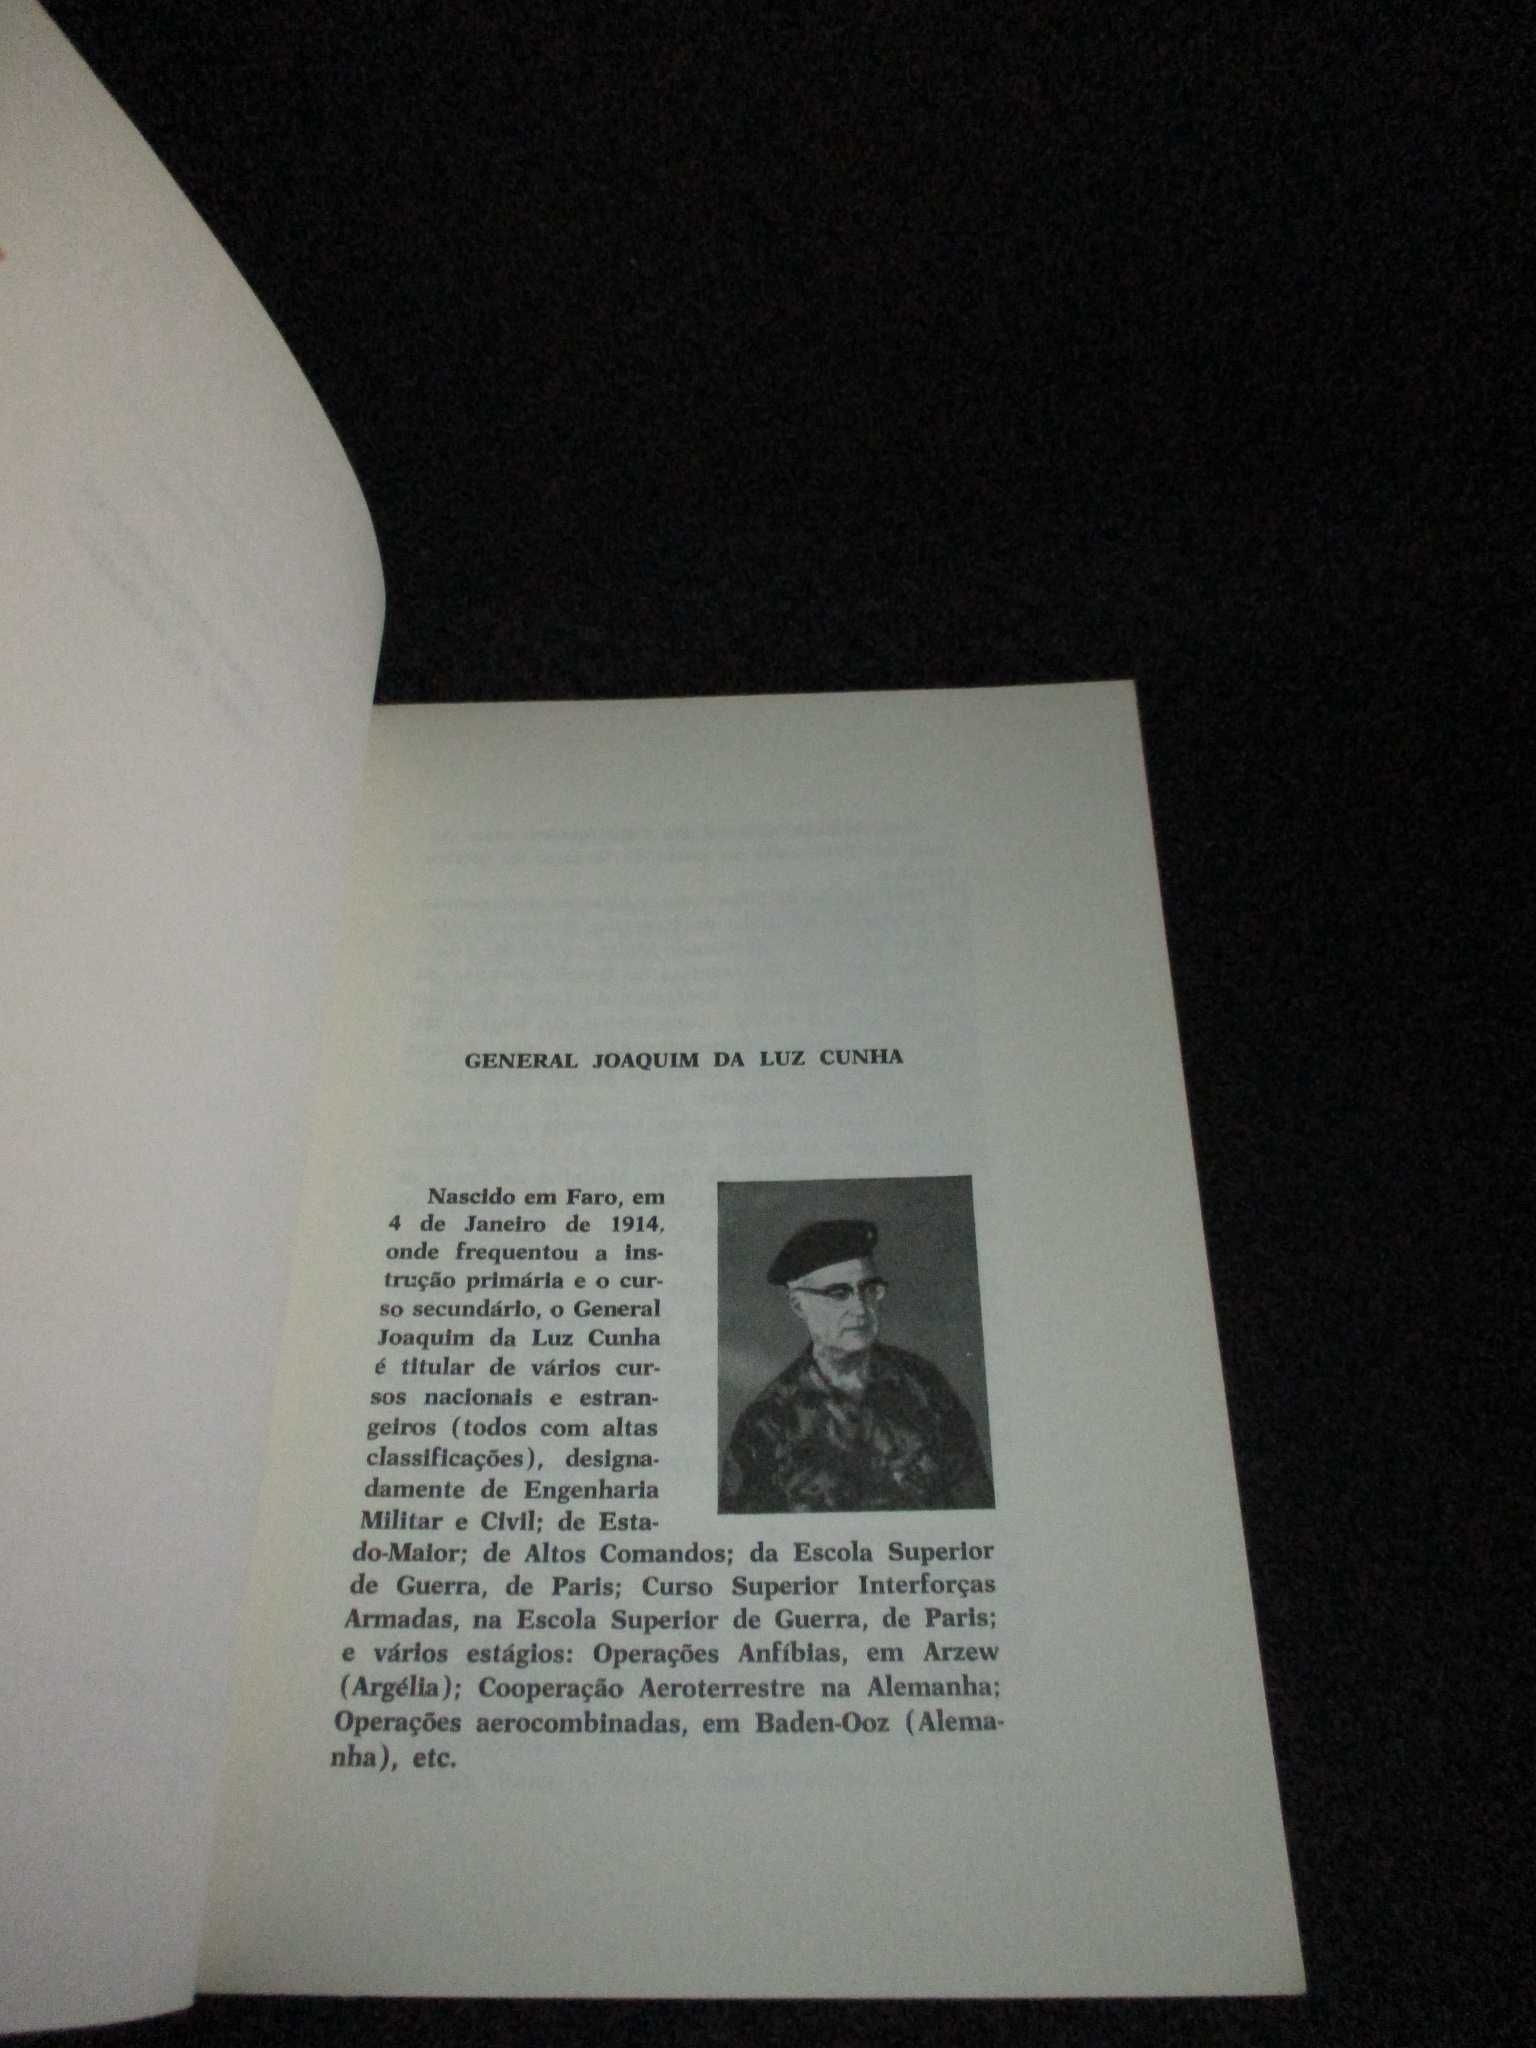 GENERAL JOAQUIM DA LUZ CUNHA
Nascido em Faro, em
4 de Janeiro de 1914,
onde frequentou a ins-
trução primária e o cur-
so secundário, o General
Joaquim da Luz Cunha
é titular de vários cur-
sos nacionais e estran-
geiros (todos com altas
classificações), designa-
damente de Engenharia
Militar e Civil; de Esta-
do-Maior; de Altos Comandos; da Escola Superior
de Guerra, de Paris; Curso Superior Interforças
Armadas, na Escola Superior de Guerra, de Paris;
e vários estágios: Operações Anfíbias, em Arzew
(Argélia); Cooperação Aeroterrestre na Alemanha;
Operações aerocombinadas, em Baden-Ooz (Alema-
nha), etc.